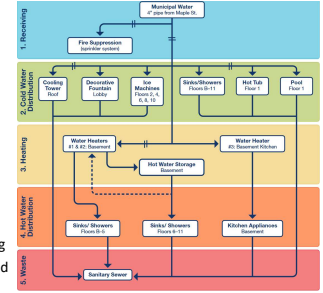 1. Receiving
Municipal Water
4" pipe from Maple St.
Fire Suppression
(sprinkler system)
2. Cold Water
Distribution
Cooling
Tower
Roof
Decorative
Fountain
Lobby
Ice
Machines
Floors 2, 4,
6, 8, 10
Sinks/Showers
Floors B-11
Hot Tub
Floor 1
Pool
Floor 1
3. Heating
Water Heaters
#1 & #2: Basement
Water Heater
#3: Basement Kitchen
Hot Water Storage
Basement
4. Hot Water
Distribution
Sinks/ Showers
Floors B-5
Sinks/ Showers
Floors 6-11
Kitchen Appliances
Basement
g
d
5. Waste
Sanitary Sewer